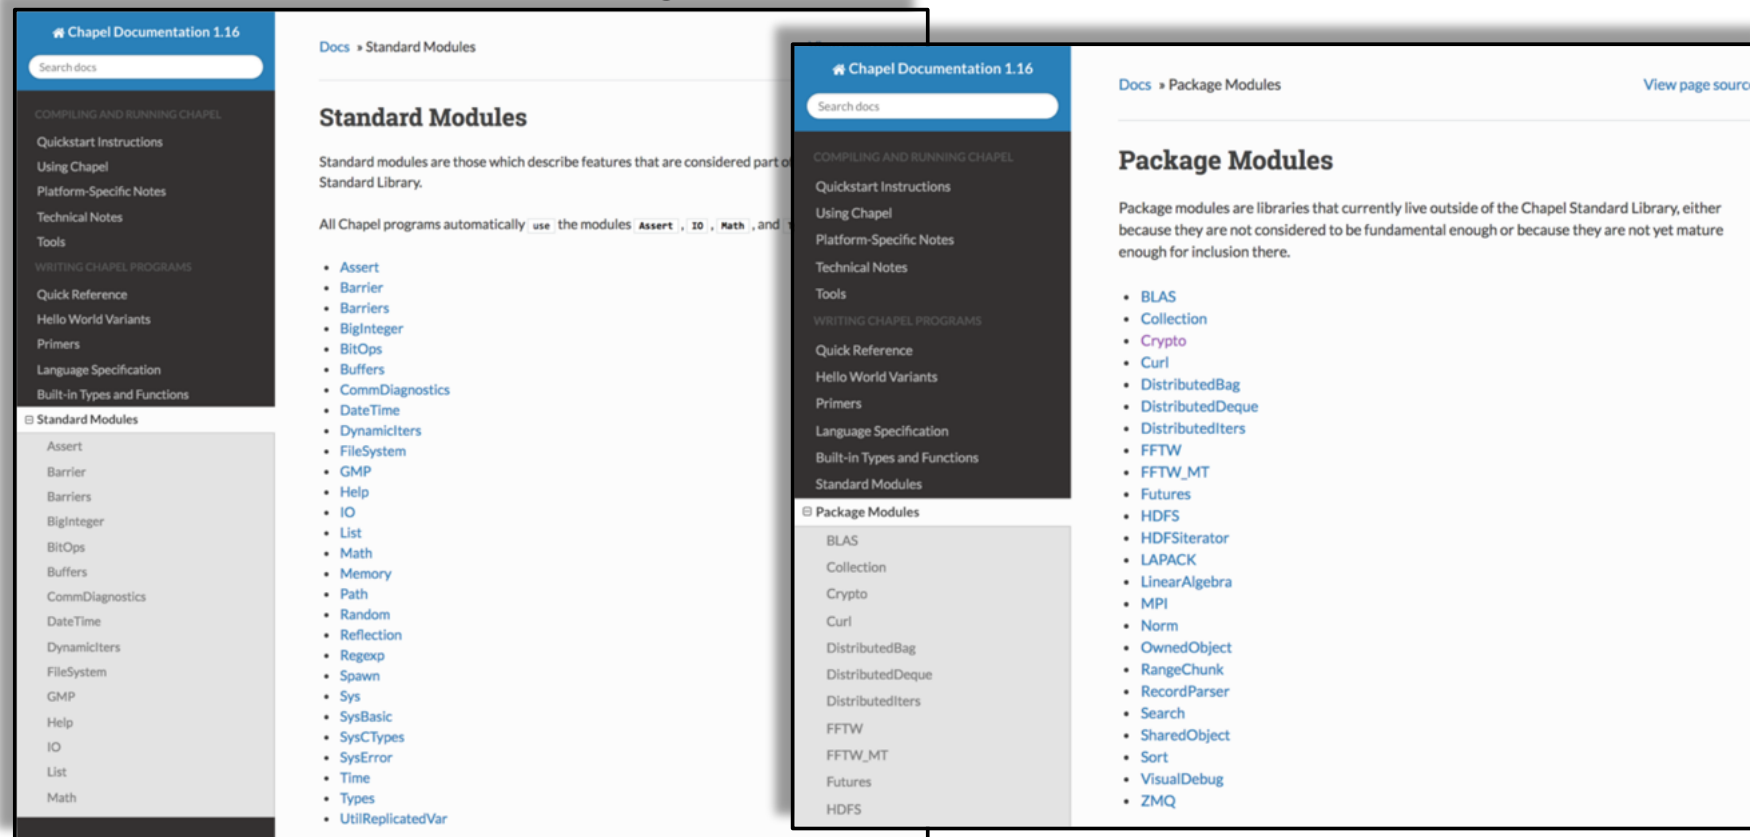 Chapel Documentation 1.16
Search docs
COMPILING AND RUNNING CHAPEL
Quickstart Instructions
Using Chapel
Platform-Specific Notes
Technical Notes
Tools
WRITING CHAPEL PROGRAMS
Quick Reference
Hello World Variants
Primers
Language Specification
Built-in Types and Functions
Standard Modules
Assert
Barrier
Barriers
BigInteger
BitOps
Buffers
CommDiagnostics
DateTime
DynamicIters
FileSystem
GMP
Help
IO
List
Math
Docs » Standard Modules
Standard Modules
Standard modules are those which describe features that are considered part of
Standard Library.
All Chapel programs automatically use the modules Assert , IO , Math , and
• Assert
• Barrier
• Barriers
• BigInteger
• BitOps
• Buffers
• CommDiagnostics
• DateTime
• DynamicIters
• FileSystem
• GMP
• Help
• IO
• List
• Math
• Memory
• Path
• Random
• Reflection
• Regexp
• Spawn
• Sys
• SysBasic
• SysCTypes
• SysError
• Time
• Types
• UtilReplicatedVar
Chapel Documentation 1.16
Search docs
COMPILING AND RUNNING CHAPEL
Quickstart Instructions
Using Chapel
Platform-Specific Notes
Technical Notes
Tools
WRITING CHAPEL PROGRAMS
Quick Reference
Hello World Variants
Primers
Language Specification
Built-in Types and Functions
Standard Modules
Package Modules
BLAS
Collection
Crypto
Curl
DistributedBag
DistributedDeque
DistributedIters
FFTW
FFTW_MT
Futures
HDFS
Docs » Package Modules
View page source
Package Modules
Package modules are libraries that currently live outside of the Chapel Standard Library, either
because they are not considered to be fundamental enough or because they are not yet mature
enough for inclusion there.
• BLAS
• Collection
• Crypto
• Curl
• DistributedBag
• DistributedDeque
• DistributedIters
• FFTW
• FFTW_MT
• Futures
• HDFS
• HDFSiterator
• LAPACK
• LinearAlgebra
• MPI
• Norm
• OwnedObject
• RangeChunk
• RecordParser
• Search
• SharedObject
• Sort
• VisualDebug
• ZMQ